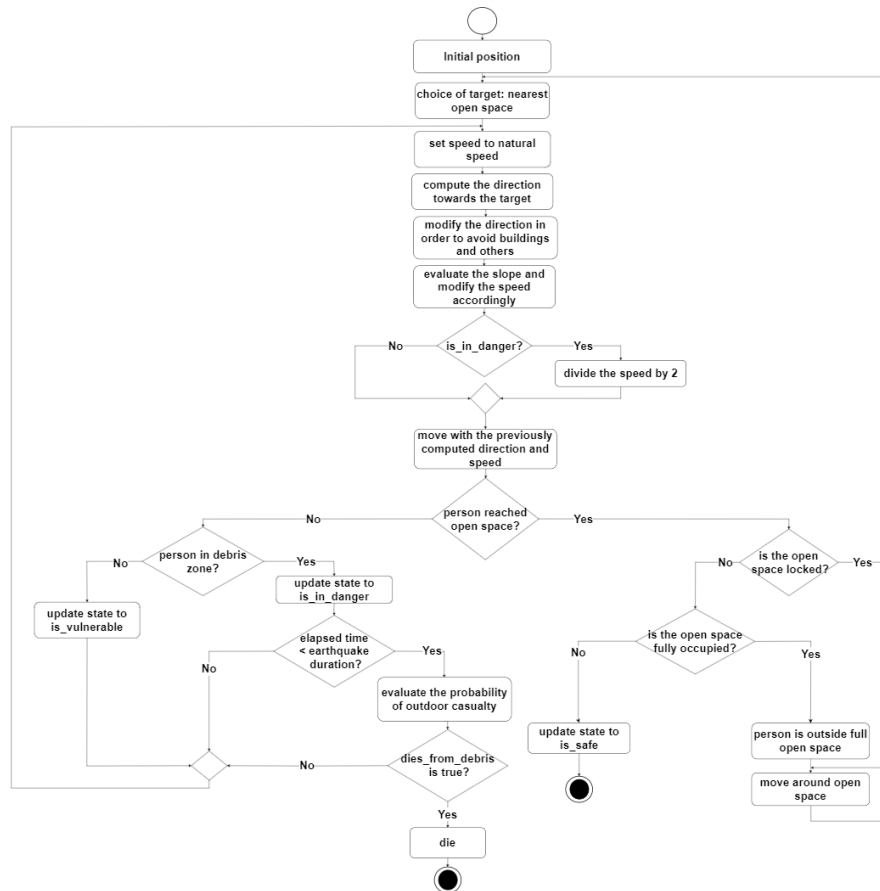 Initial position
choice of target: nearest
open space
set speed to natural
speed
compute the direction
towards the target
modify the direction in
order to avoid buildings
and others
evaluate the slope and
modify the speed
accordingly
No
is_in_danger?
Yes
divide the speed by 2
move with the previously
computed direction and
speed
No
person reached
open space?
Yes
No
person in debris
zone?
Yes
No
is the open
space locked?
Yes
update state to
is_vulnerable
update state to
is_in_danger
elapsed time
< earthquake
duration?
No
Yes
is the open space
fully occupied?
No
Yes
evaluate the probability
of outdoor casualty
update state to
is_safe
person is outside full
open space
No
dies_from_debris
is true?
move around open
space
Yes
die